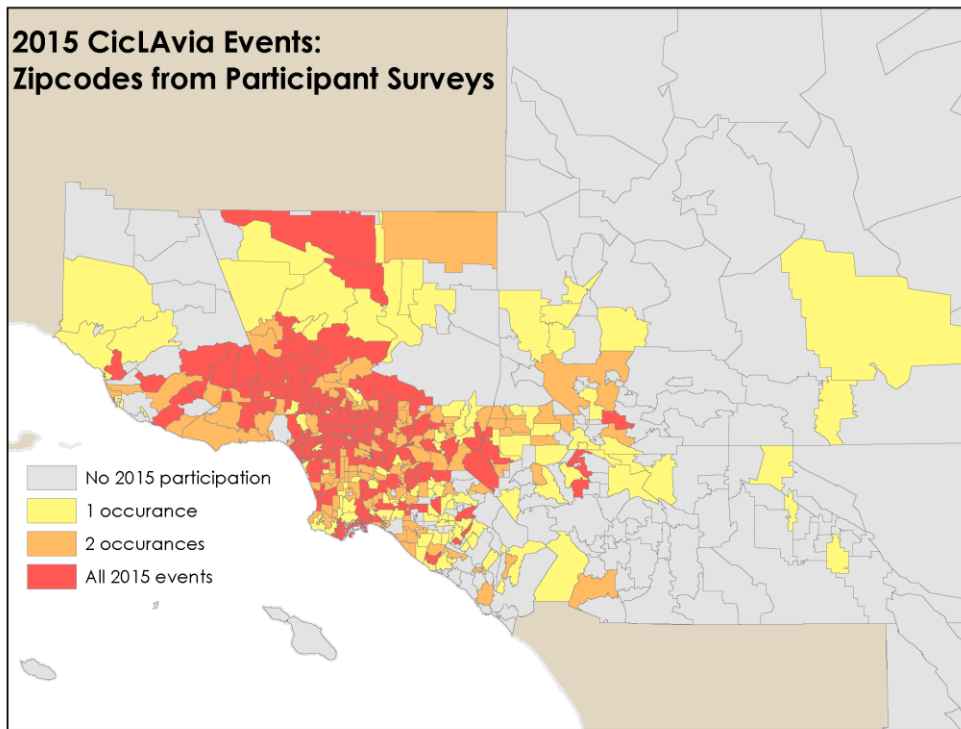 2015 CicLAvia Events:
Zipcodes from Participant Surveys
No 2015 participation
1 occurance
2 occurances
All 2015 events